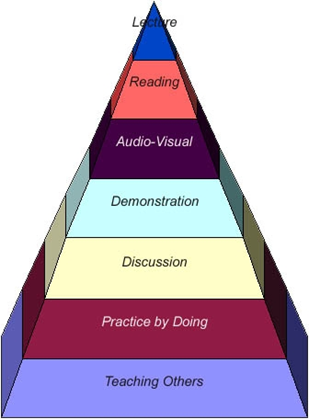 Lecture
Reading
Audio-Visual
Demonstration
Discussion
Practice by Doing
Teaching Others